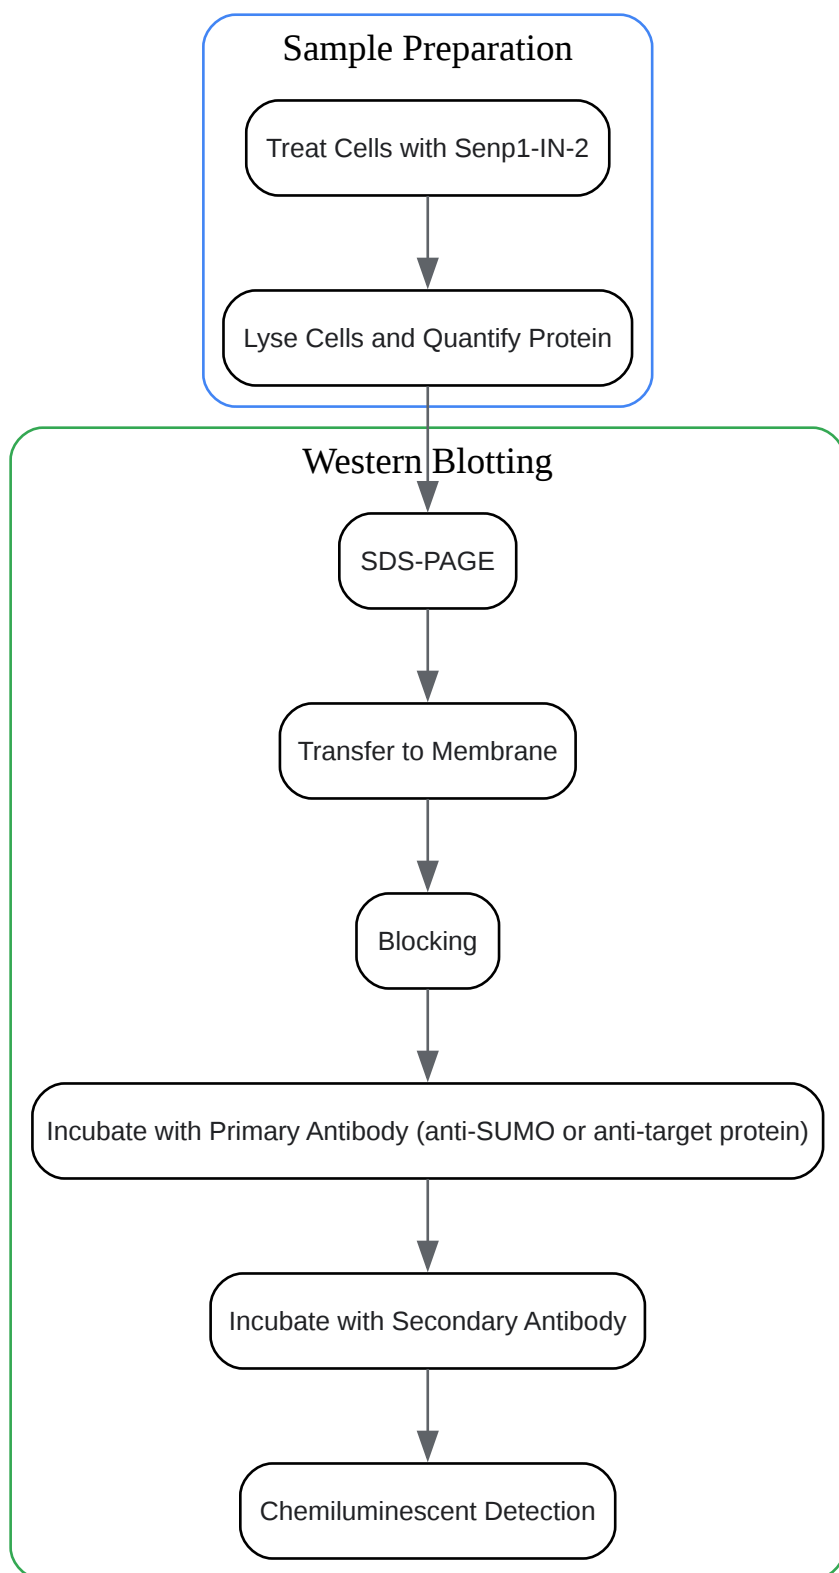 Sample Preparation
Treat Cells with Senp1-IN-2
Lyse Cells and Quantify Protein
Western Blotting
SDS-PAGE
Transfer to Membrane
Blocking
Incubate with Primary Antibody (anti-SUMO or anti-target protein)
Incubate with Secondary Antibody
Chemiluminescent Detection